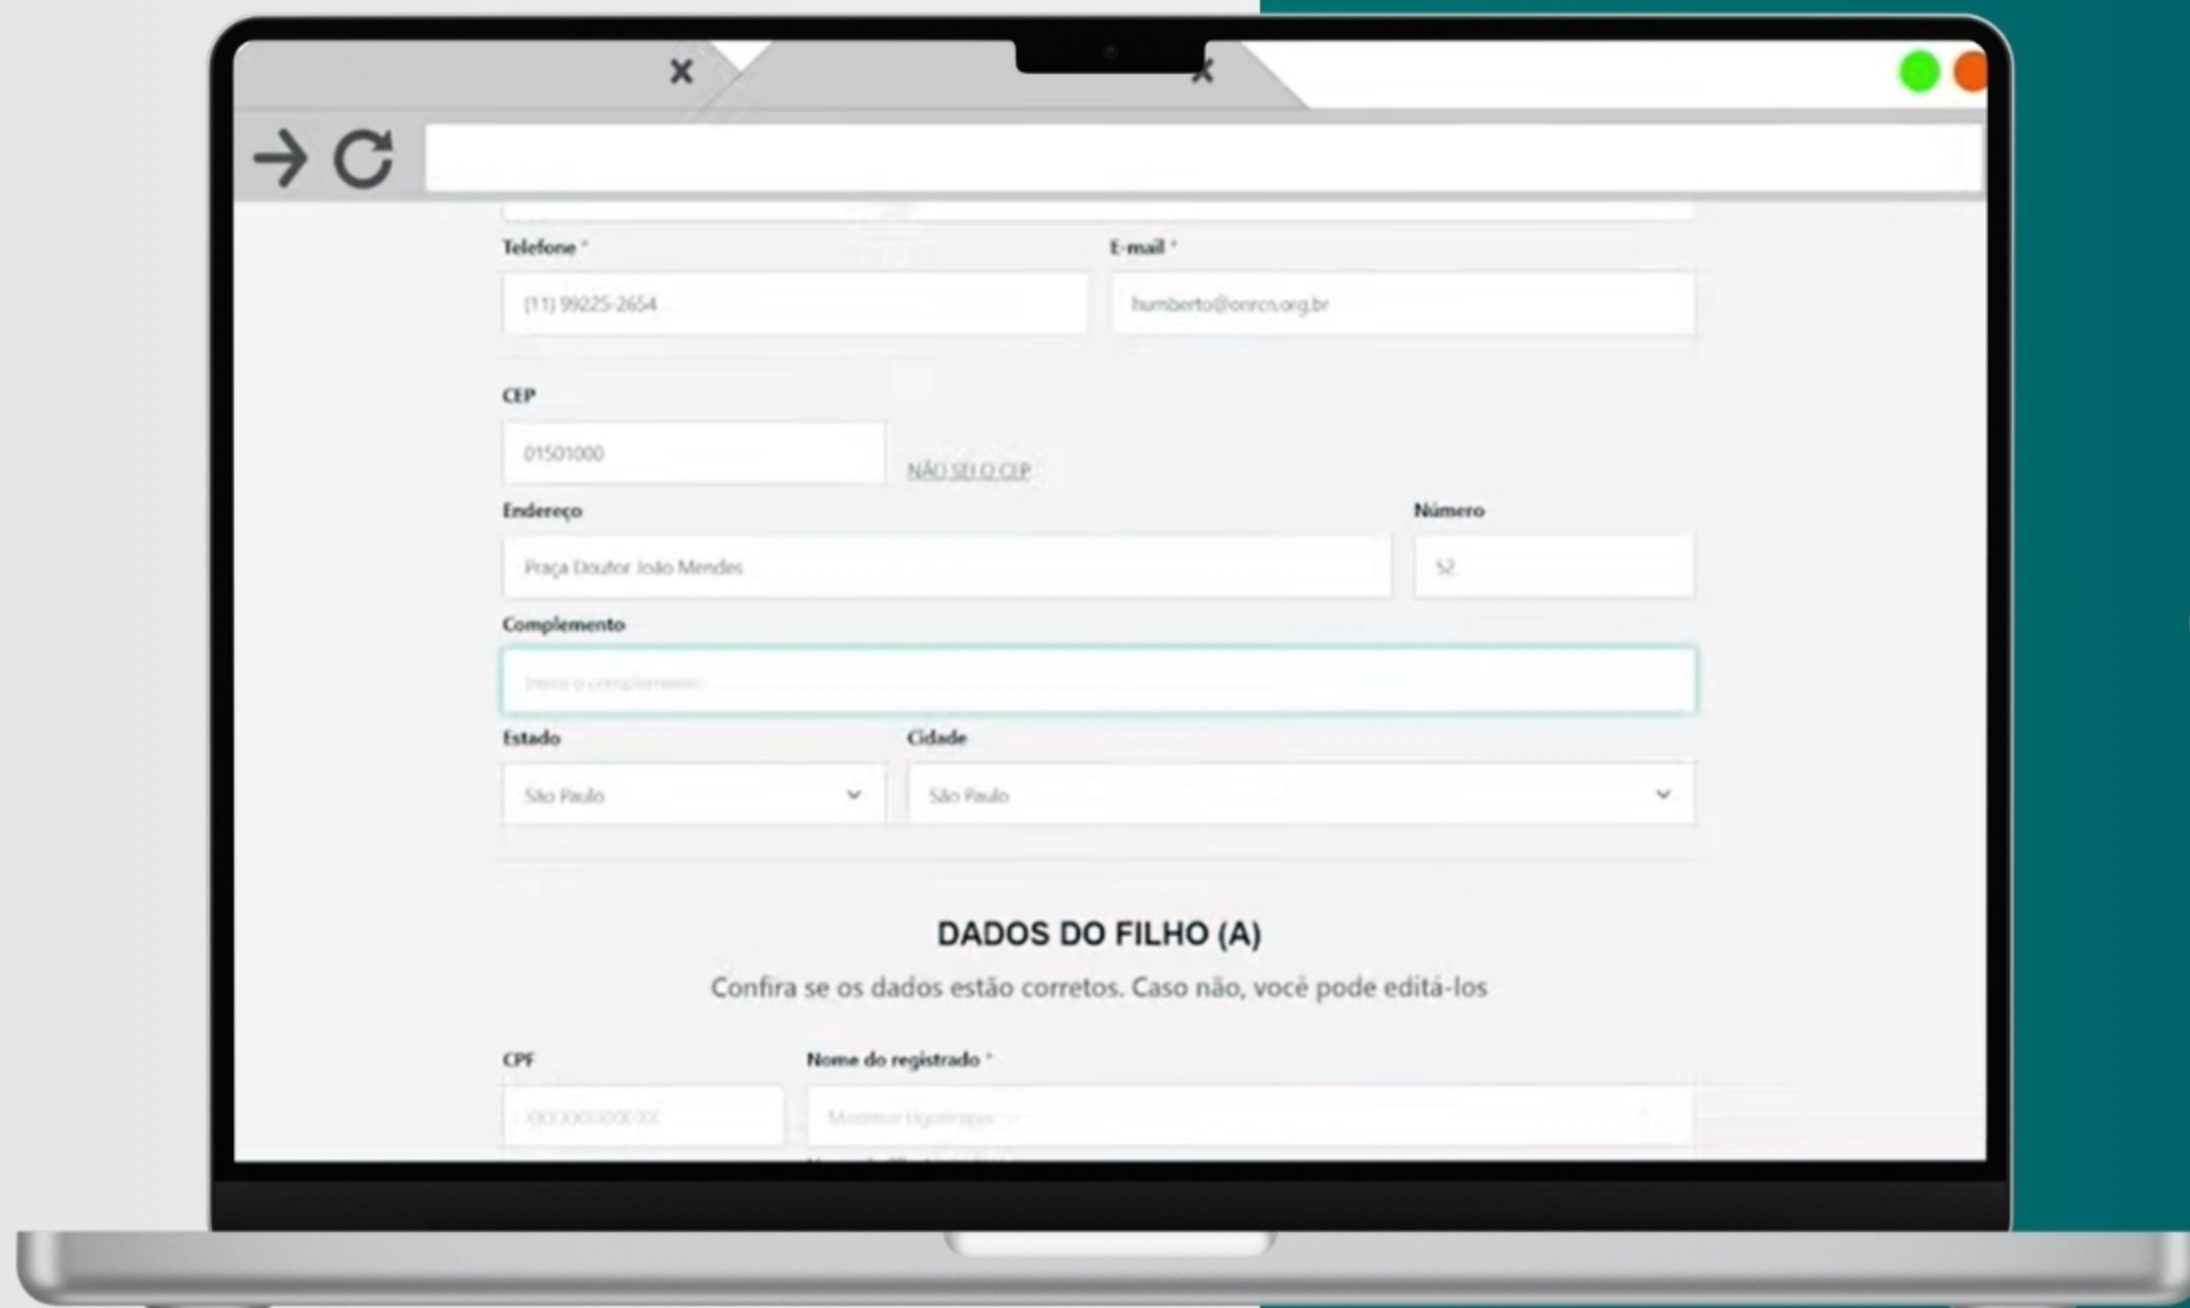 Telefone *
E-mail *
(11) 99225-2654
humberto@onrcn.org.br
CEP
01501000
NÃO SEI O CEP
Endereço
Número
Praça Doutor João Mendes
52
Complemento
Insira o complemento
Estado
Cidade
São Paulo
São Paulo
DADOS DO FILHO (A)
Confira se os dados estão corretos. Caso não, você pode editá-los
CPF
Nome do registrado *